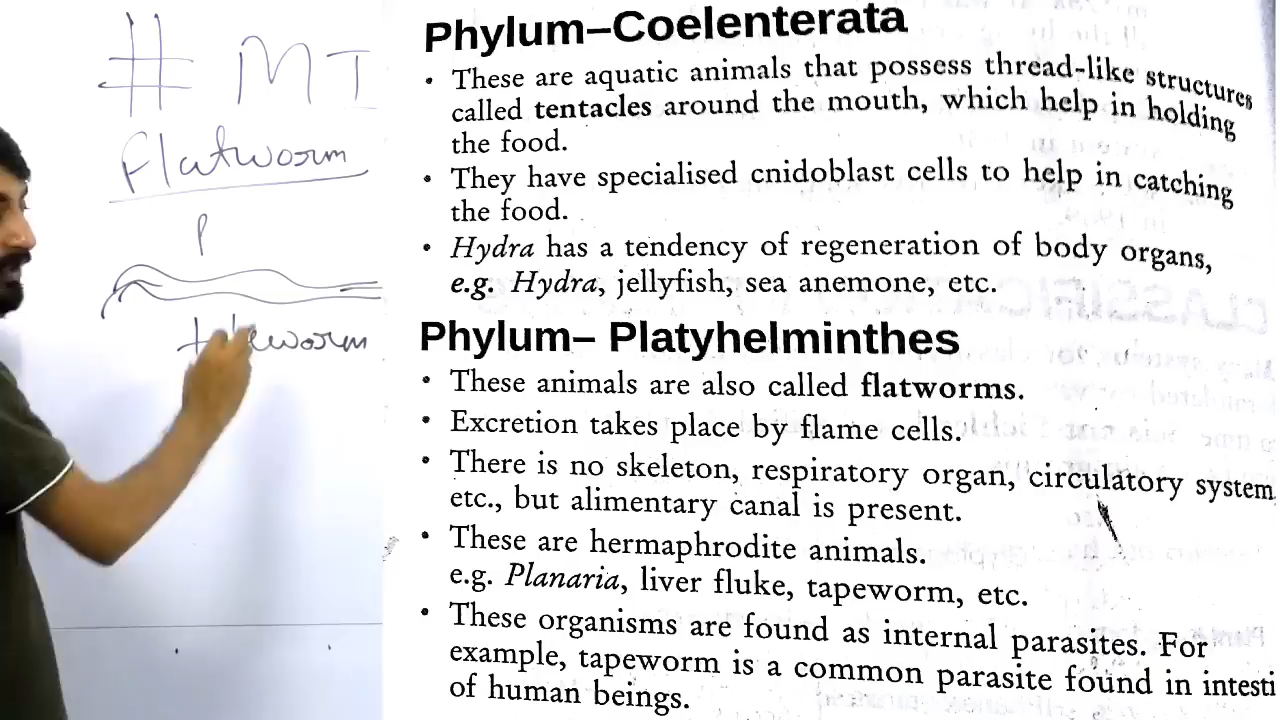 # MI
Flatworm
P
Phylum–Coelenterata
• These are aquatic animals that possess thread-like structures
called tentacles around the mouth, which help in holding
the food.
• They have specialised cnidoblast cells to help in catching
the food.
• Hydra has a tendency of regeneration of body organs,
e.g. Hydra, jellyfish, sea anemone, etc.
Phylum– Platyhelminthes
• These animals are also called flatworms.
• Excretion takes place by flame cells.
• There is no skeleton, respiratory organ, circulatory system
etc., but alimentary canal is present.
• These are hermaphrodite animals.
e.g. Planaria, liver fluke, tapeworm, etc.
• These organisms are found as internal parasites. For
example, tapeworm is a common parasite found in intesti
of human beings.